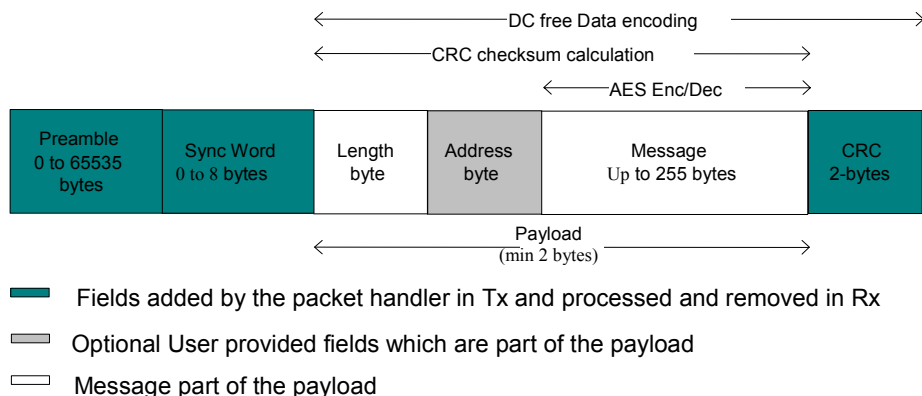 DC free Data encoding
CRC checksum calculation
AES Enc/Dec
Preamble
0 to 65535
bytes
Sync Word
0 to 8 bytes
Length
byte
Address
byte
Message
Up to 255 bytes
CRC
2-bytes
Payload
(min 2 bytes)
Fields added by the packet handler in Tx and processed and removed in Rx
Optional User provided fields which are part of the payload
Message part of the payload